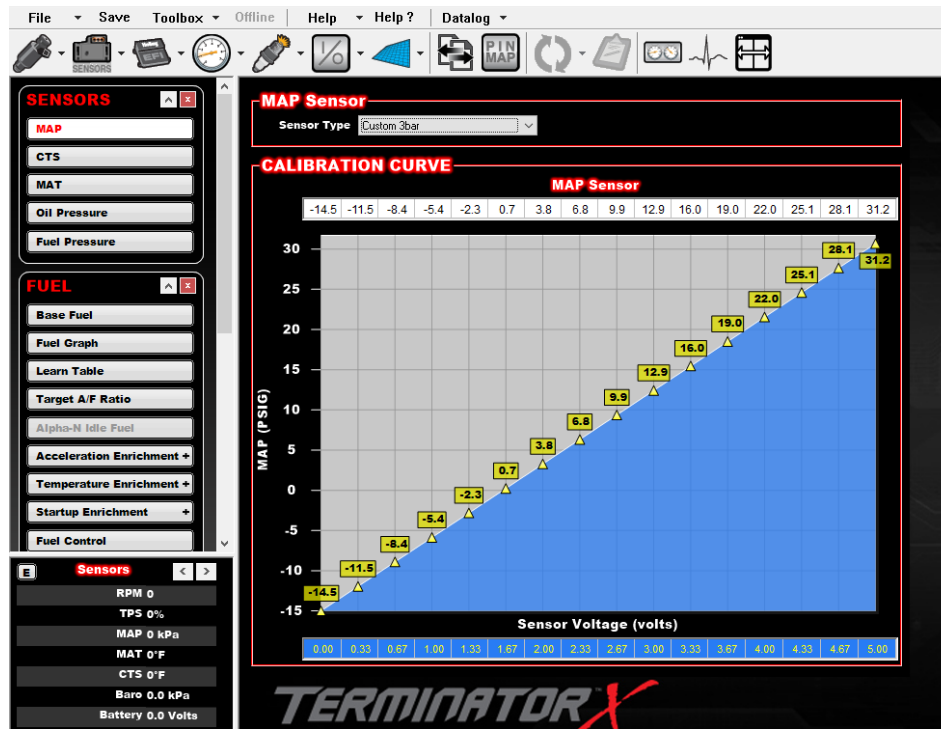 File Save Toolbox Offline Help Help ? Datalog
SENSORS
EFI
I/O
PIN MAP
SENSORS
MAP
CTS
MAT
Oil Pressure
Fuel Pressure
FUEL
Base Fuel
Fuel Graph
Learn Table
Target A/F Ratio
Alpha-N Idle Fuel
Acceleration Enrichment +
Temperature Enrichment +
Startup Enrichment +
Fuel Control
E Sensors < >
RPM 0
TPS 0%
MAP 0 kPa
MAT 0°F
CTS 0°F
Baro 0.0 kPa
Battery 0.0 Volts
MAP Sensor
Sensor Type Custom 3bar
CALIBRATION CURVE
MAP Sensor
-14.5 -11.5 -8.4 -5.4 -2.3 0.7 3.8 6.8 9.9 12.9 16.0 19.0 22.0 25.1 28.1 31.2
30
25
20
15
10
5
0
-5
-10
-15
MAP (PSIG)
-14.5 -11.5 -8.4 -5.4 -2.3 0.7 3.8 6.8 9.9 12.9 16.0 19.0 22.0 25.1 28.1 31.2
Sensor Voltage (volts)
0.00 0.33 0.67 1.00 1.33 1.67 2.00 2.33 2.67 3.00 3.33 3.67 4.00 4.33 4.67 5.00
TERMINATOR X